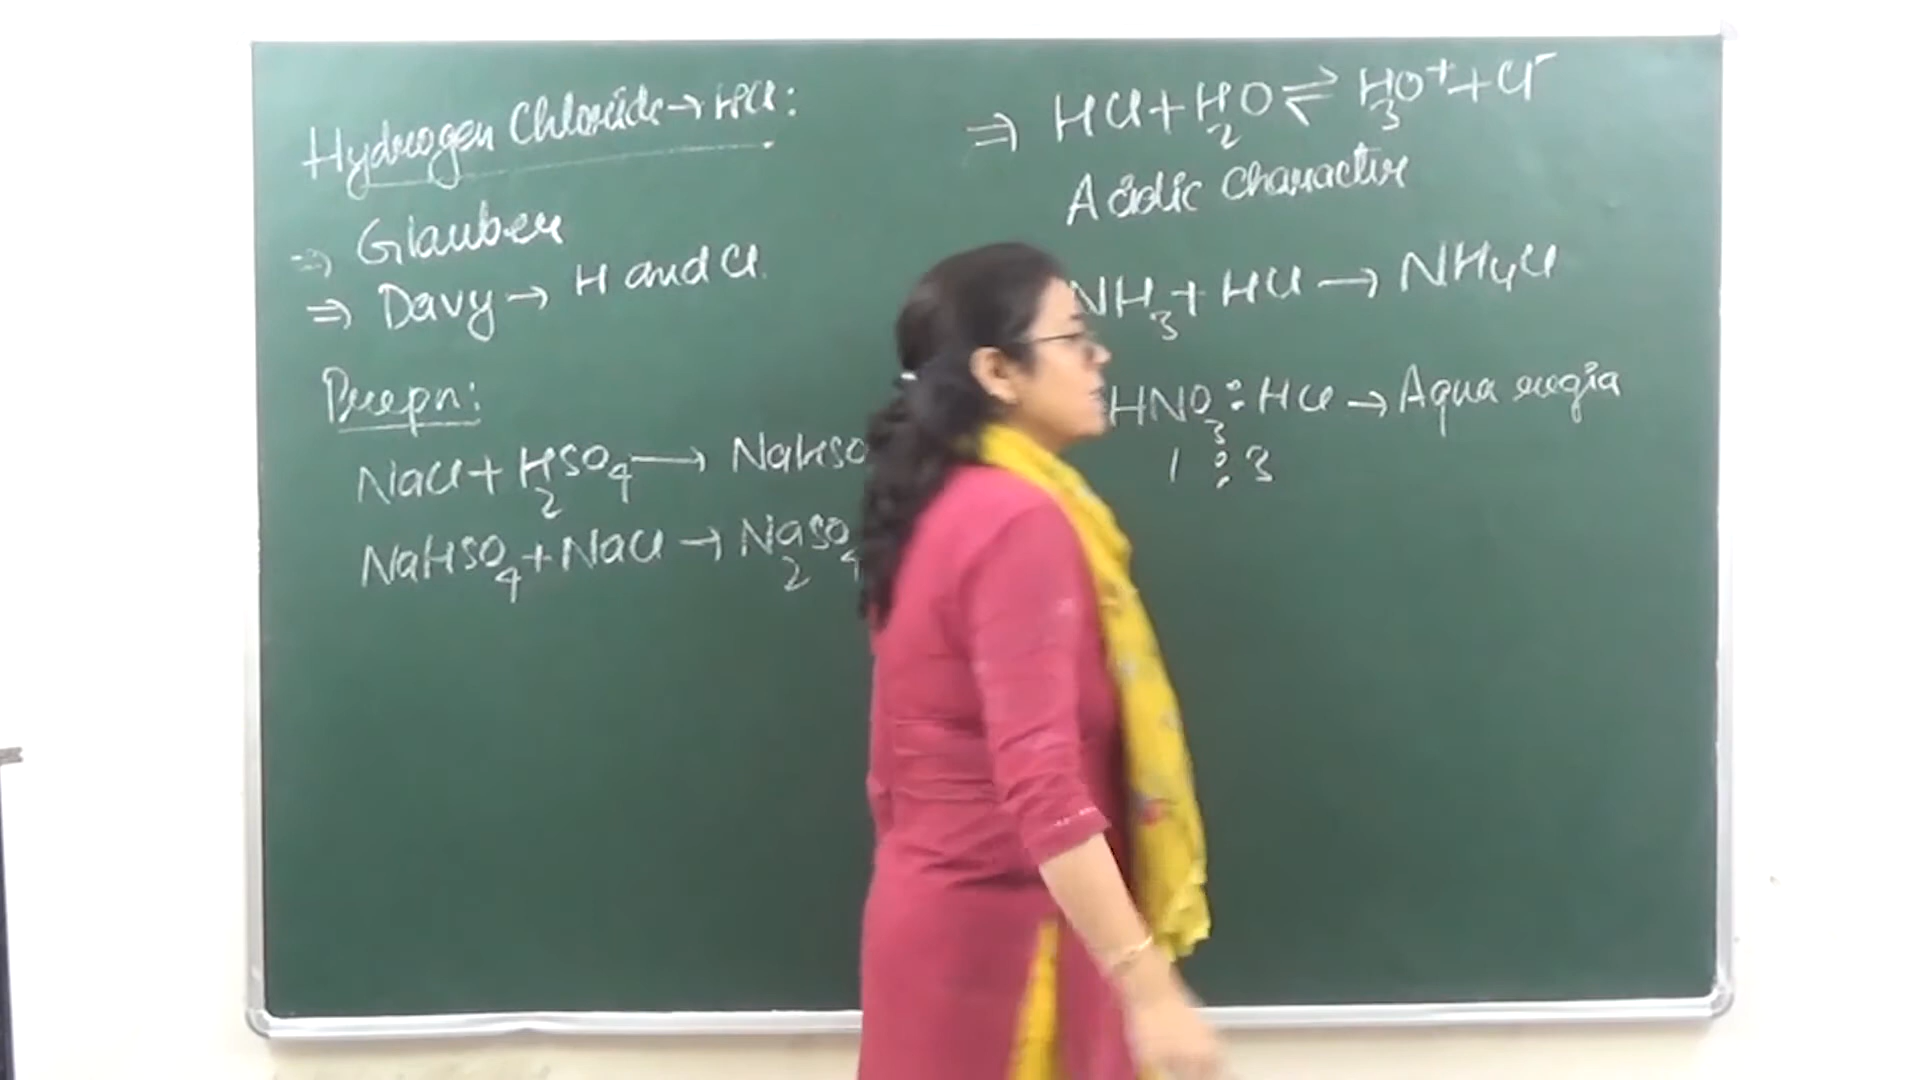 Hydrogen Chloride → HCl :
⇒ Glauber
⇒ Davy → H and Cl
Prepn :
NaCl + H2SO4 → NaHSO
NaHSO4 + NaCl → Na2SO4
⇒ HCl + H2O ⇌ H3O+ + Cl-
Acidic Character
NH3 + HCl → NH4Cl
HNO3 : HCl → Aqua regia
1 : 3